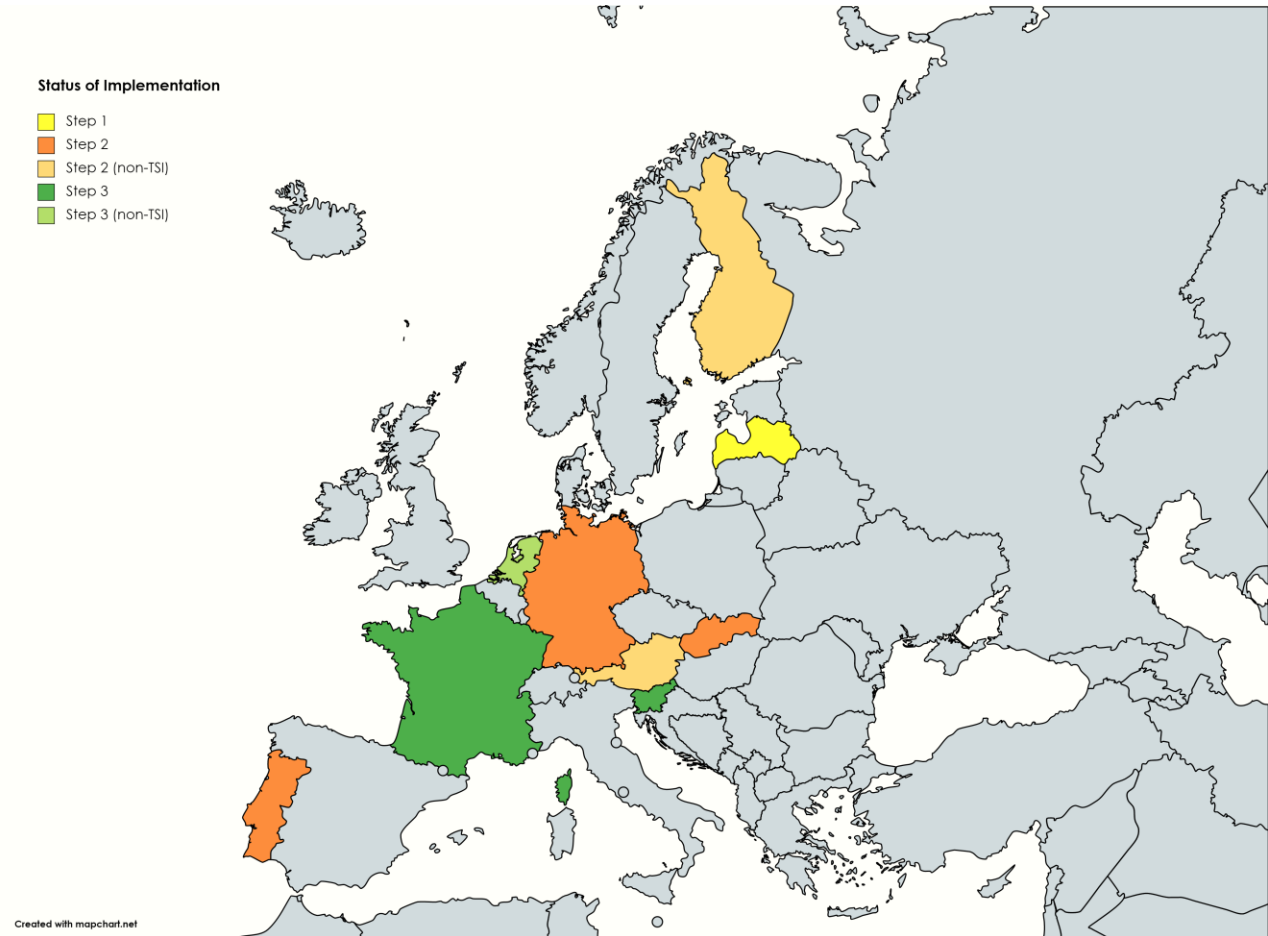 Status of Implementation
Step 1
Step 2
Step 2 (non-TSI)
Step 3
Step 3 (non-TSI)
Created with mapchart.net